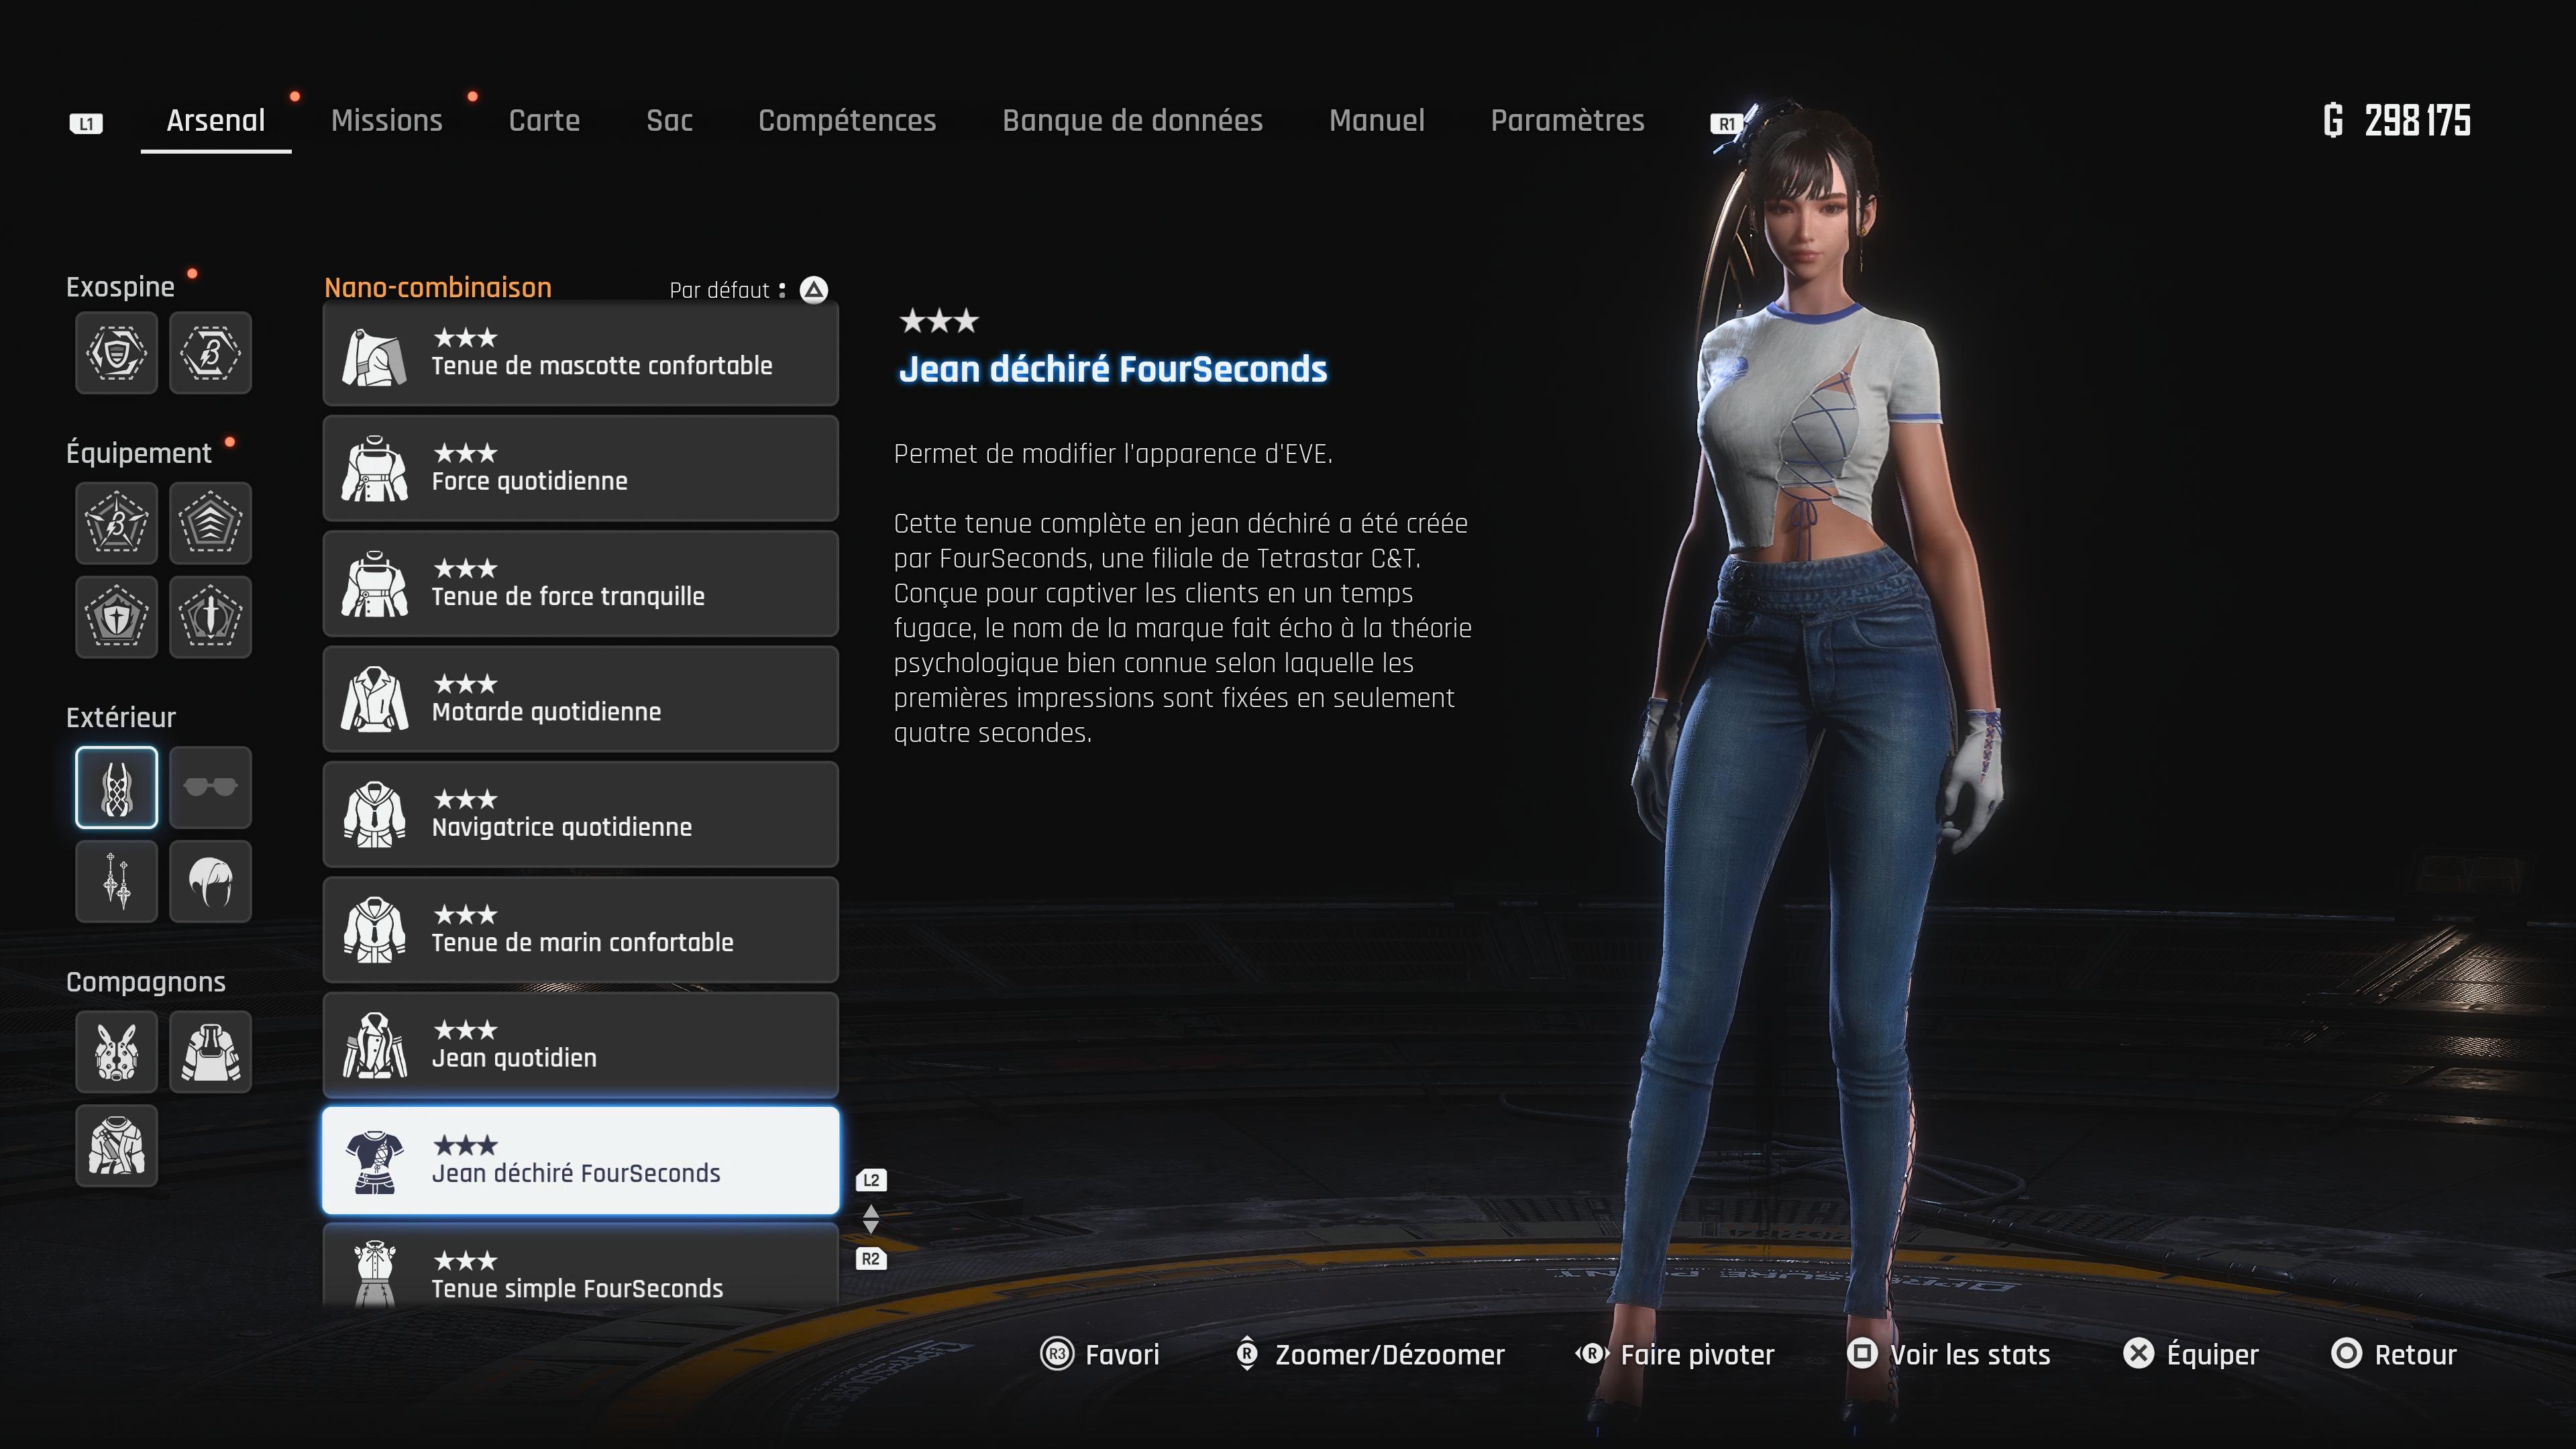 L1 Arsenal Missions Carte Sac Compétences Banque de données Manuel Paramètres R1
298175
Exospine
Équipement
Extérieur
Compagnons
Nano-combinaison
Par défaut :
Tenue de mascotte confortable
Force quotidienne
Tenue de force tranquille
Motarde quotidienne
Navigatrice quotidienne
Tenue de marin confortable
Jean quotidien
Jean déchiré FourSeconds
Tenue simple FourSeconds
L2
R2
Jean déchiré FourSeconds
Permet de modifier l'apparence d'EVE.
Cette tenue complète en jean déchiré a été créée
par FourSeconds, une filiale de Tetrastar C&T.
Conçue pour captiver les clients en un temps
fugace, le nom de la marque fait écho à la théorie
psychologique bien connue selon laquelle les
premières impressions sont fixées en seulement
quatre secondes.
R3 Favori R Zoomer/Dézoomer R Faire pivoter Voir les stats Équiper Retour